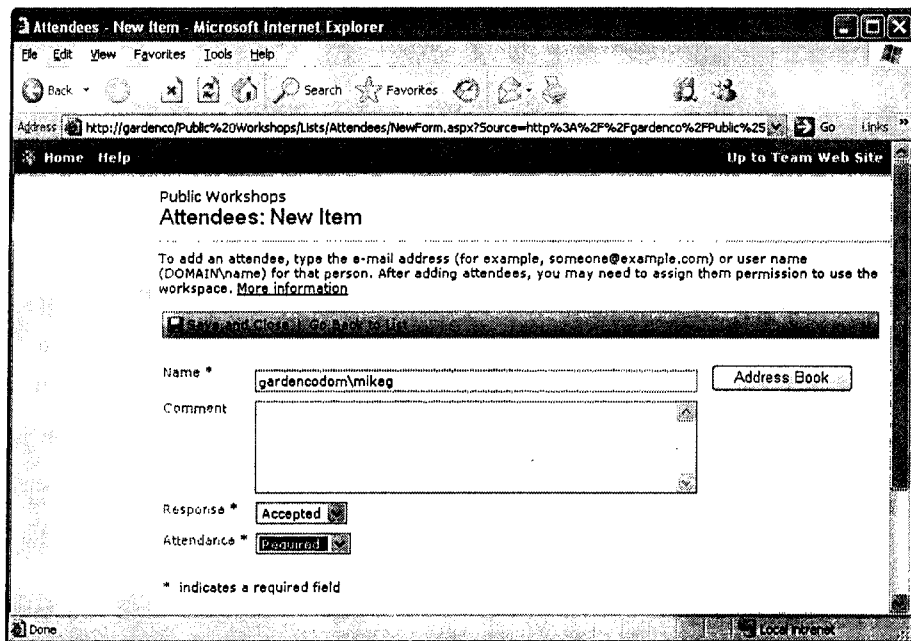 Attendees - New Item - Microsoft Internet Explorer
File Edit View Favorites Tools Help
Back Search Favorites
Address http://gardenco/Public%20Workshops/Lists/Attendees/NewForm.aspx?Source=http%3A%2F%2Fgardenco%2FPublic%25 Go Links »
Home Help Up to Team Web Site
Public Workshops
Attendees: New Item
To add an attendee, type the e-mail address (for example, someone@example.com) or user name
(DOMAIN\name) for that person. After adding attendees, you may need to assign them permission to use the
workspace. More information
Save and Close | Go Back to List
Name * gardencodom\mikeg Address Book
Comment
Response * Accepted
Attendance * Required
* indicates a required field
Done Local intranet